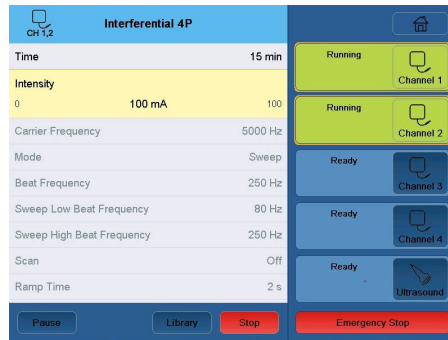 CH 1,2 Interferential 4P
Time 15 min
Intensity
0 100 mA 100
Carrier Frequency 5000 Hz
Mode Sweep
Beat Frequency 250 Hz
Sweep Low Beat Frequency 80 Hz
Sweep High Beat Frequency 250 Hz
Scan Off
Ramp Time 2 s
Pause Library Stop
Running
Channel 1
Running
Channel 2
Ready
Channel 3
Ready
Channel 4
Ready
Ultrasound
Emergency Stop